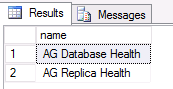 Results Messages
name
1 AG Database Health
2 AG Replica Health